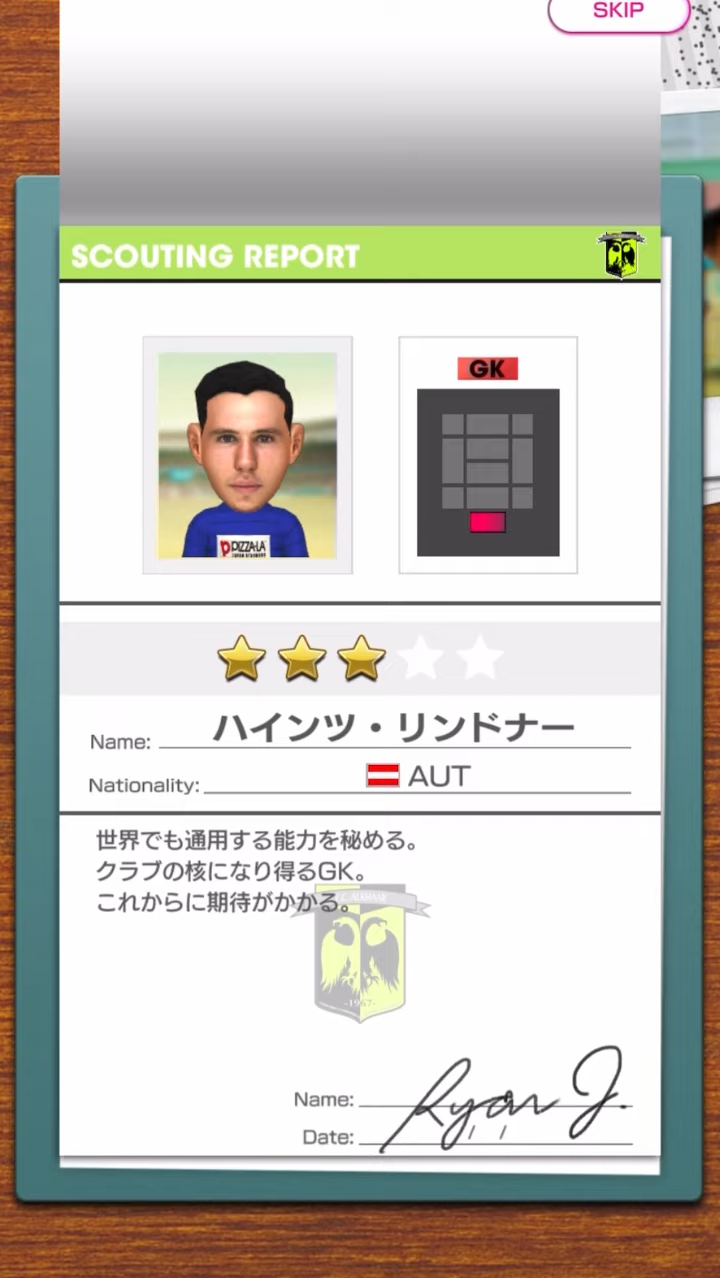 SKIP
SCOUTING REPORT
GK
PIZZA-LA
Name: ハインツ・リンドナー
Nationality: AUT
世界でも通用する能力を秘める。
クラブの核になり得るGK。
これからに期待がかかる。
-1967-
Name: Ryan J.
Date: / /